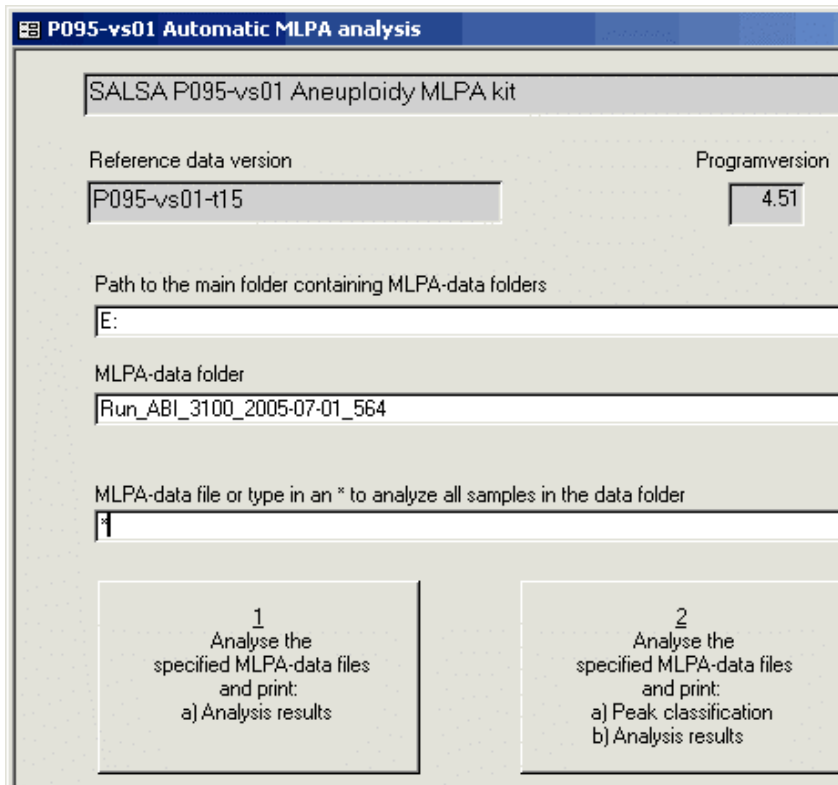 P095-vs01 Automatic MLPA analysis
SALSA P095-vs01 Aneuploidy MLPA kit
Reference data version
Programversion
P095-vs01-t15
4.51
Path to the main folder containing MLPA-data folders
E:
MLPA-data folder
Run_ABI_3100_2005-07-01_564
MLPA-data file or type in an * to analyze all samples in the data folder
*
1
Analyse the
specified MLPA-data files
and print:
a) Analysis results
2
Analyse the
specified MLPA-data files
and print:
a) Peak classification
b) Analysis results